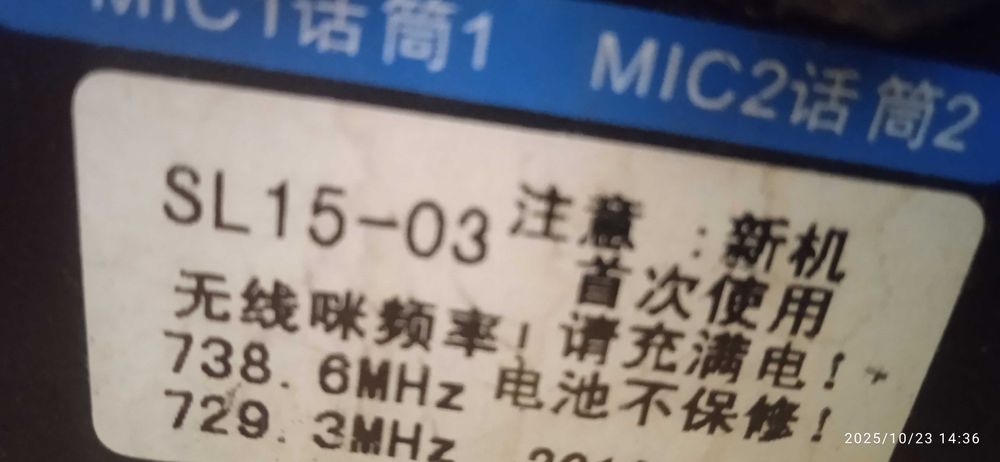 MIC1话筒1 MIC2话筒2
SL15-03 注意:新机
首次使用
无线咪频率! 请充满电!
738.6MHz 电池不保修!
729.3MHz
2025/10/23 14:36